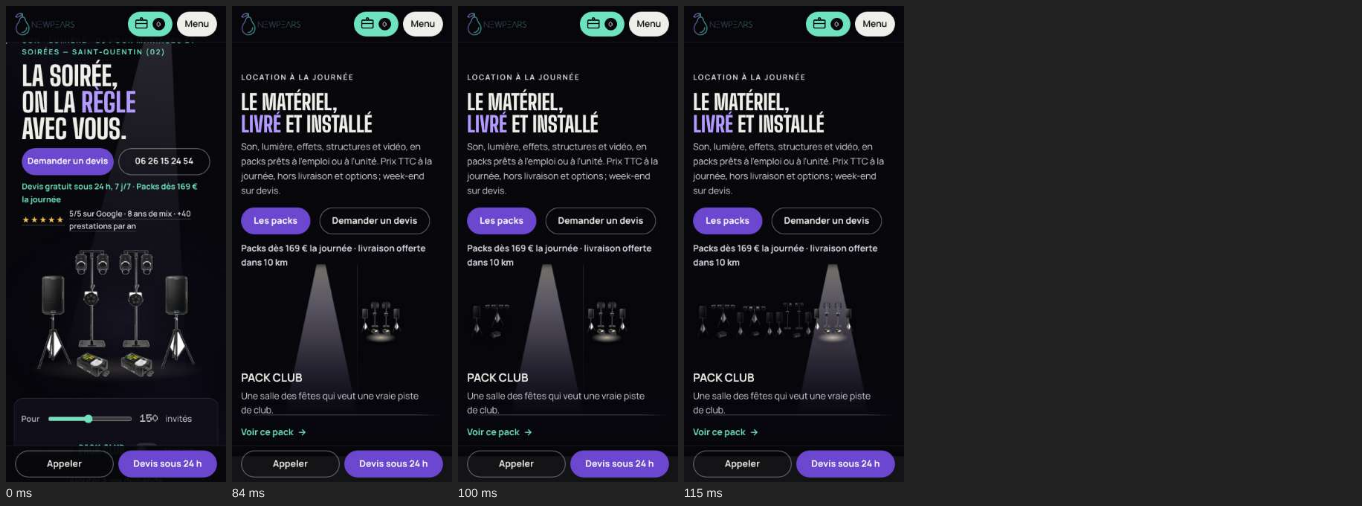 NEWPEARS
0
Menu
SOIRÉES — SAINT-QUENTIN (02)
LA SOIRÉE,
ON LA RÈGLE
AVEC VOUS.
Demander un devis
06 26 15 24 54
Devis gratuit sous 24 h, 7 j/7 · Packs dès 169 €
la journée
★★★★★
5/5 sur Google · 8 ans de mix · +40
prestations par an
Pour
150
invités
Appeler
Devis sous 24 h
0 ms
NEWPEARS
0
Menu
LOCATION À LA JOURNÉE
LE MATÉRIEL,
LIVRÉ ET INSTALLÉ
Son, lumière, effets, structures et vidéo, en
packs prêts à l'emploi ou à l'unité. Prix TTC à la
journée, hors livraison et options ; week-end
sur devis.
Les packs
Demander un devis
Packs dès 169 € la journée · livraison offerte
dans 10 km
PACK CLUB
Une salle des fêtes qui veut une vraie piste
de club.
Voir ce pack →
Appeler
Devis sous 24 h
84 ms
NEWPEARS
0
Menu
LOCATION À LA JOURNÉE
LE MATÉRIEL,
LIVRÉ ET INSTALLÉ
Son, lumière, effets, structures et vidéo, en
packs prêts à l'emploi ou à l'unité. Prix TTC à la
journée, hors livraison et options ; week-end
sur devis.
Les packs
Demander un devis
Packs dès 169 € la journée · livraison offerte
dans 10 km
PACK CLUB
Une salle des fêtes qui veut une vraie piste
de club.
Voir ce pack →
Appeler
Devis sous 24 h
100 ms
NEWPEARS
0
Menu
LOCATION À LA JOURNÉE
LE MATÉRIEL,
LIVRÉ ET INSTALLÉ
Son, lumière, effets, structures et vidéo, en
packs prêts à l'emploi ou à l'unité. Prix TTC à la
journée, hors livraison et options ; week-end
sur devis.
Les packs
Demander un devis
Packs dès 169 € la journée · livraison offerte
dans 10 km
PACK CLUB
Une salle des fêtes qui veut une vraie piste
de club.
Voir ce pack →
Appeler
Devis sous 24 h
115 ms